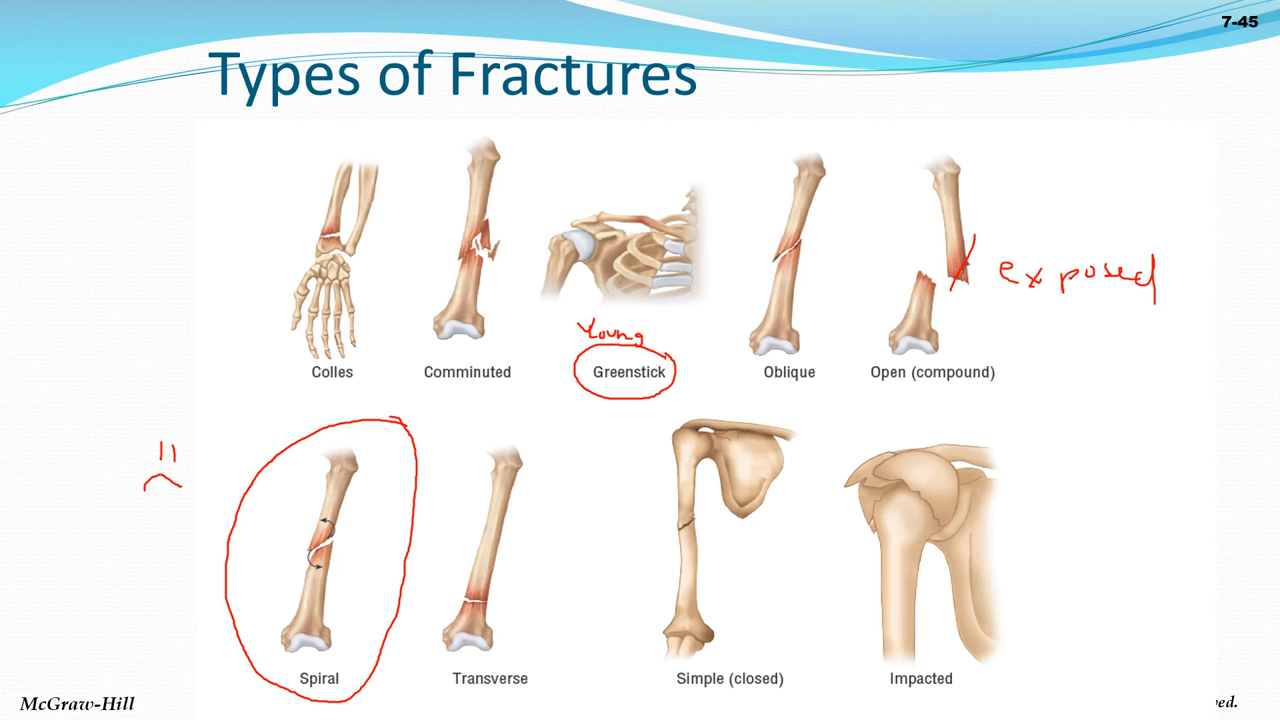 7-45
Types of Fractures
exposed
Young
Colles
Comminuted
Greenstick
Oblique
Open (compound)
Spiral
Transverse
Simple (closed)
Impacted
McGraw-Hill